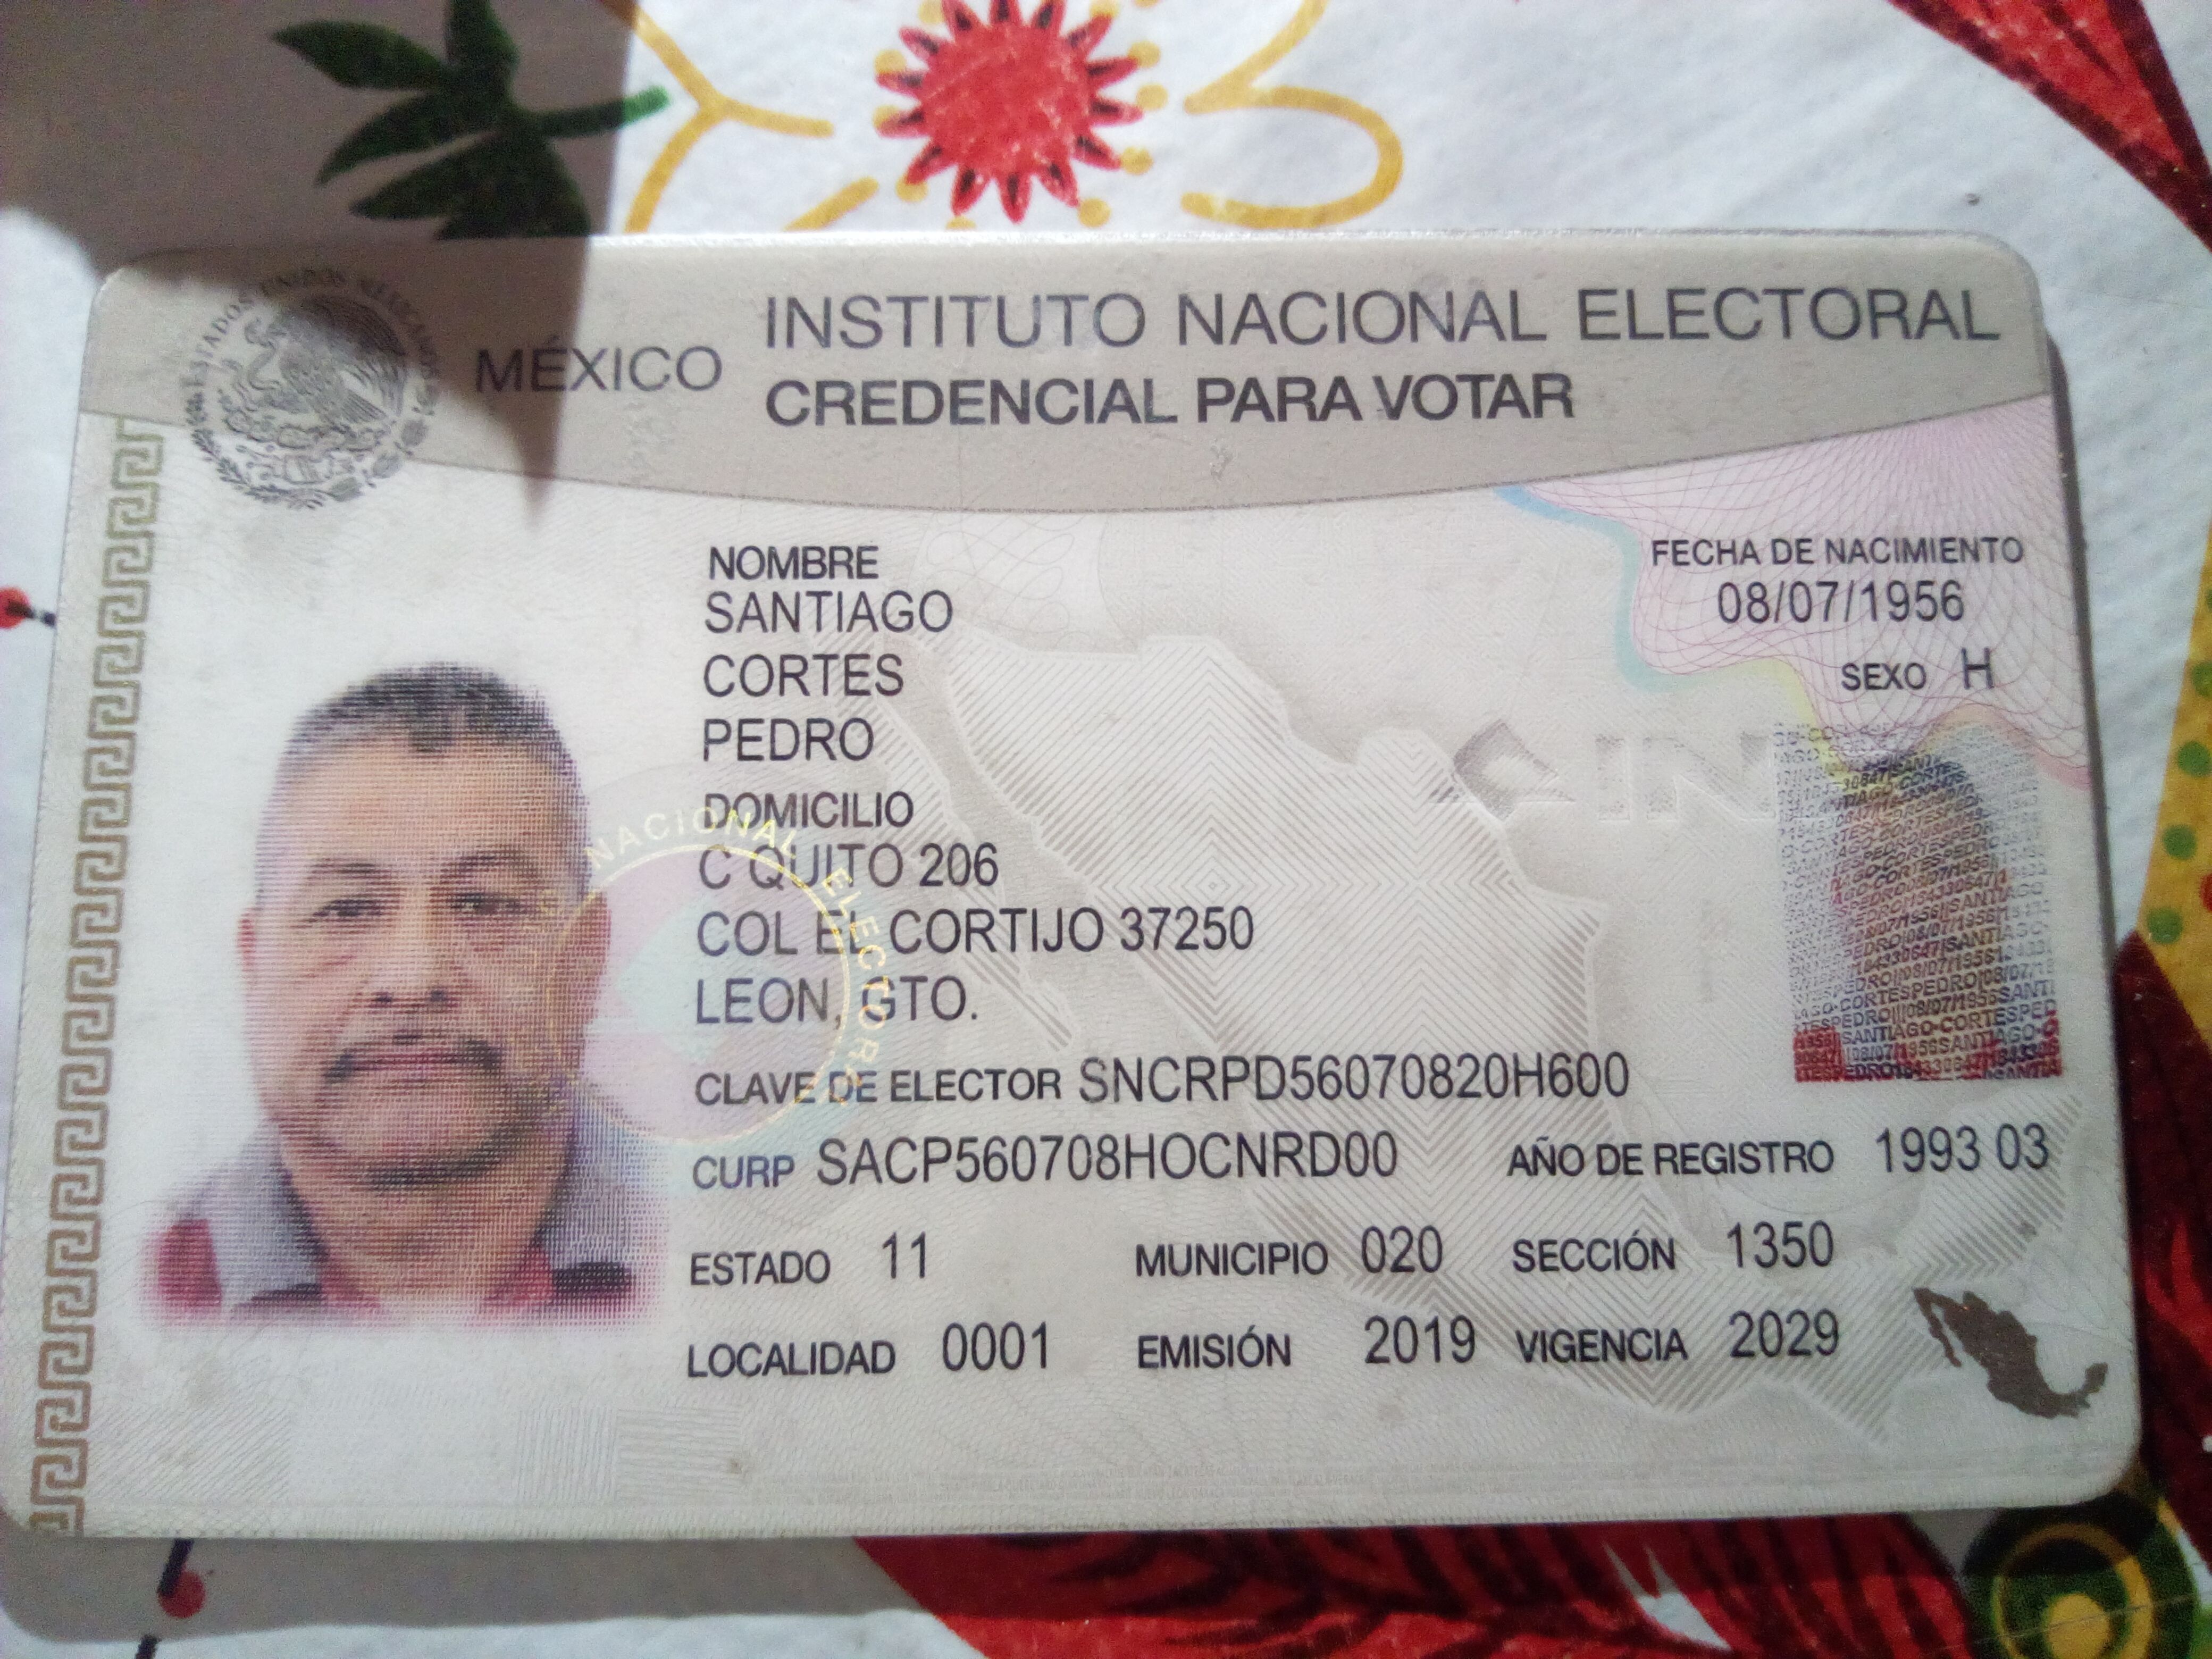 ESTADOS UNIDOS MEXICANOS
MÉXICO
INSTITUTO NACIONAL ELECTORAL
CREDENCIAL PARA VOTAR
NOMBRE
SANTIAGO
CORTES
PEDRO
FECHA DE NACIMIENTO
08/07/1956
SEXO H
DOMICILIO
C QUITO 206
COL EL CORTIJO 37250
LEON, GTO.
NACIONAL ELECTORAL
CLAVE DE ELECTOR SNCRPD56070820H600
CURP SACP560708HOCNRD00
AÑO DE REGISTRO 1993 03
ESTADO 11
MUNICIPIO 020
SECCIÓN 1350
LOCALIDAD 0001
EMISIÓN 2019
VIGENCIA 2029